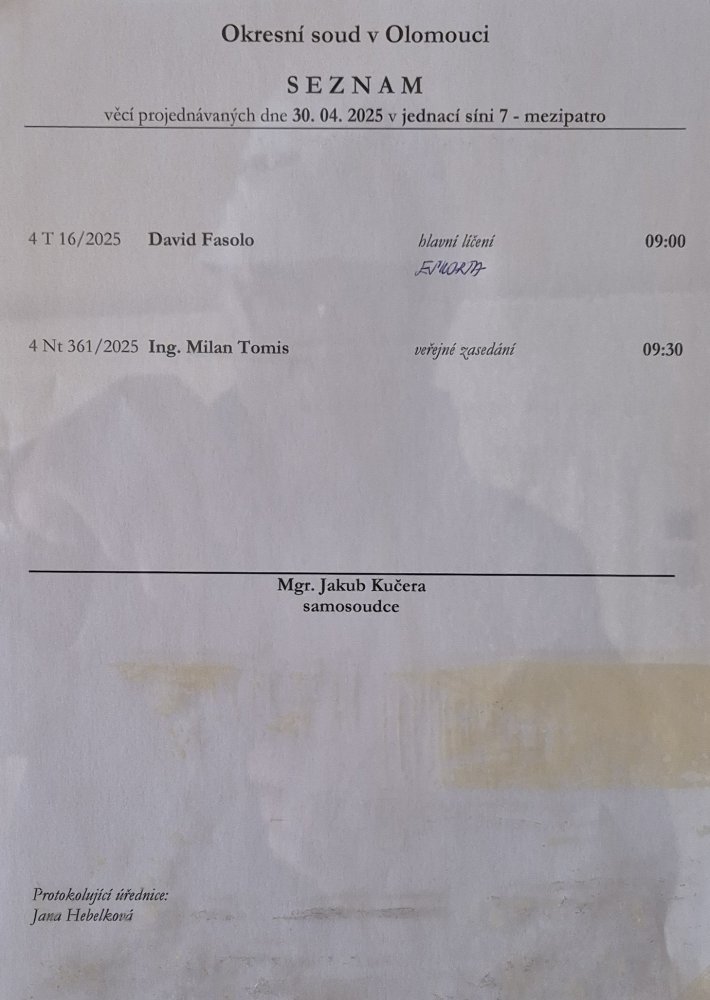 Okresní soud v Olomouci
SEZNAM
věcí projednávaných dne 30. 04. 2025 v jednací síni 7 - mezipatro
4 T 16/2025 David Fasolo hlavní líčení 09:00
4 Nt 361/2025 Ing. Milan Tomis veřejné zasedání 09:30
Mgr. Jakub Kučera
samosoudce
Protokolující úřednice:
Jana Hebelková